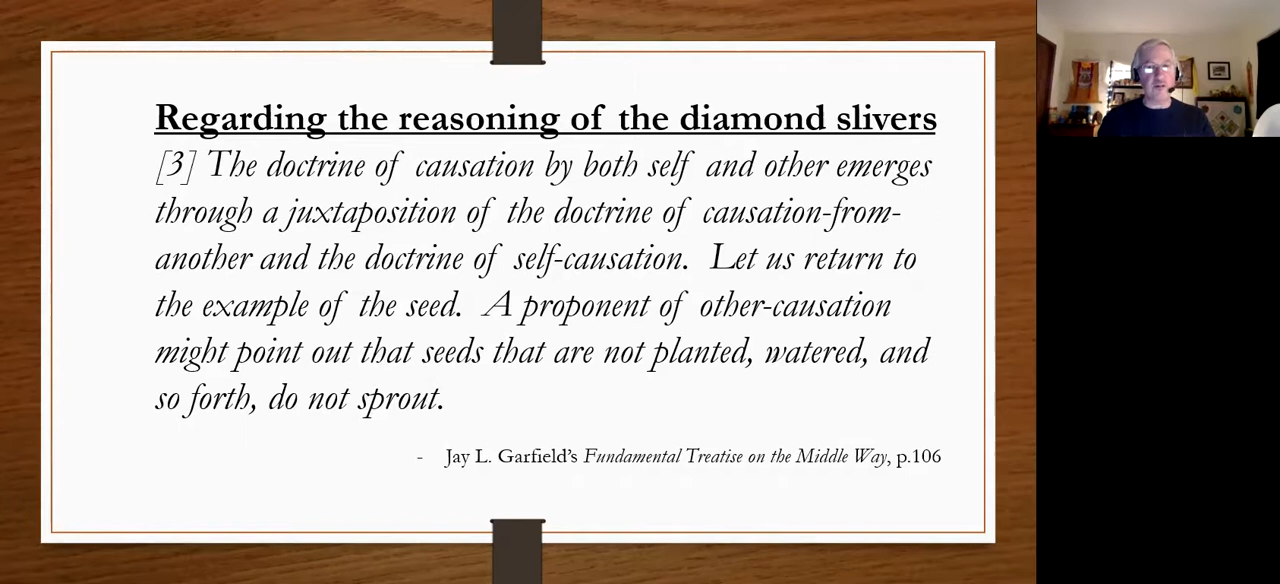 Regarding the reasoning of the diamond slivers
[3] The doctrine of causation by both self and other emerges
through a juxtaposition of the doctrine of causation-from-
another and the doctrine of self-causation. Let us return to
the example of the seed. A proponent of other-causation
might point out that seeds that are not planted, watered, and
so forth, do not sprout.
- Jay L. Garfield’s Fundamental Treatise on the Middle Way, p.106